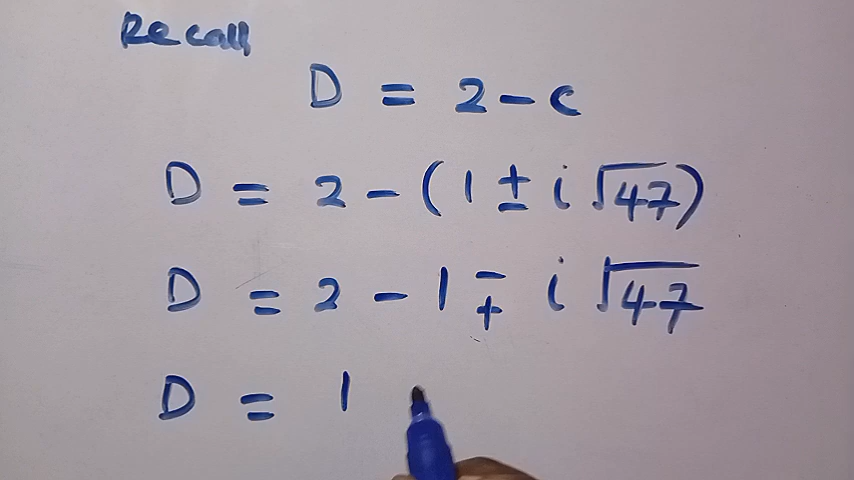 Recall
D = 2 - c
D = 2 - (1 ± i √47)
D = 2 - 1 ∓ i √47
D = 1